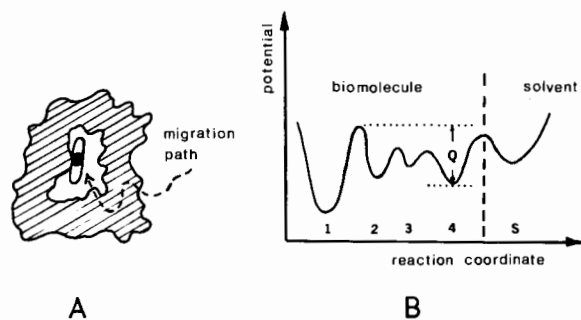 migration
path
A
potential
biomolecule
solvent
Q
1 2 3 4 S
reaction coordinate
B